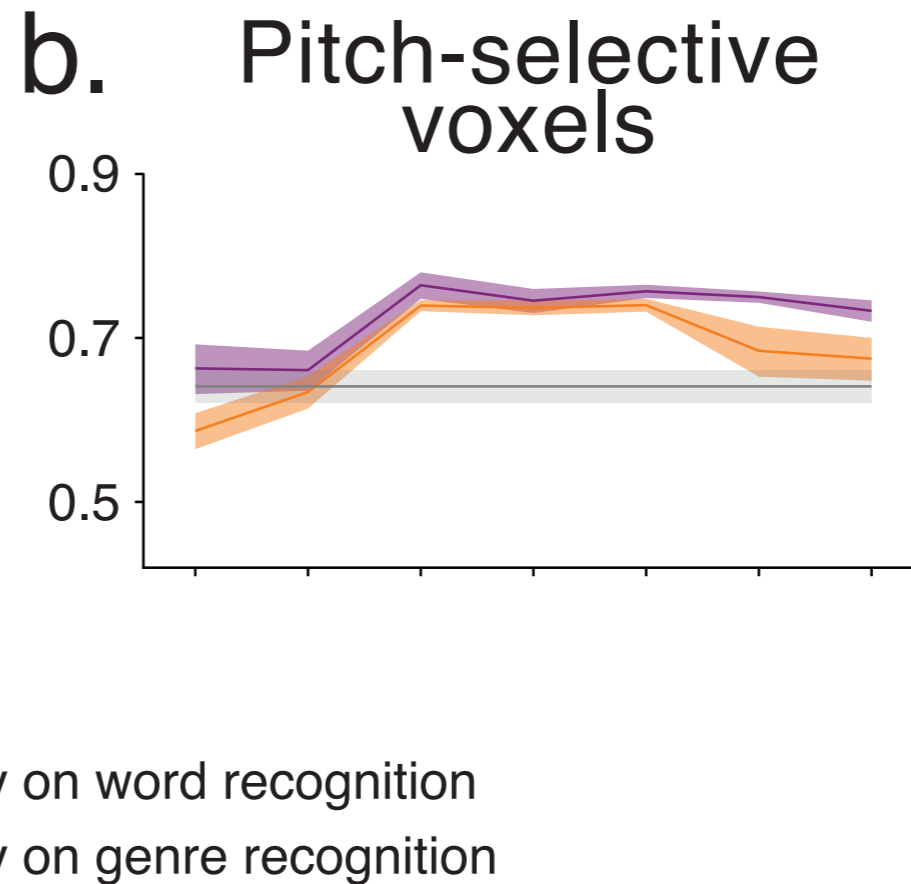 b. Pitch-selective
voxels
0.9
0.7
0.5
y on word recognition
y on genre recognition